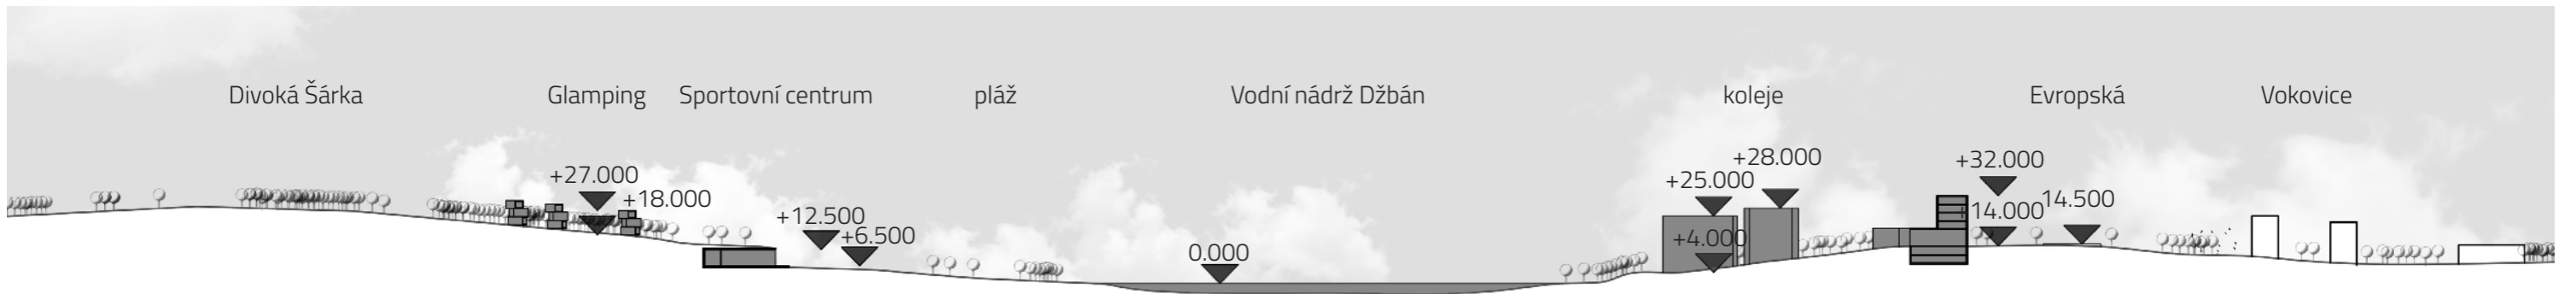 Divoká Šárka
Glamping
Sportovní centrum
pláž
Vodní nádrž Džbán
koleje
Evropská
Vokovice
+27.000
+18.000
+12.500
+6.500
0.000
+25.000
+28.000
+4.000
+32.000
+14.000
14.500